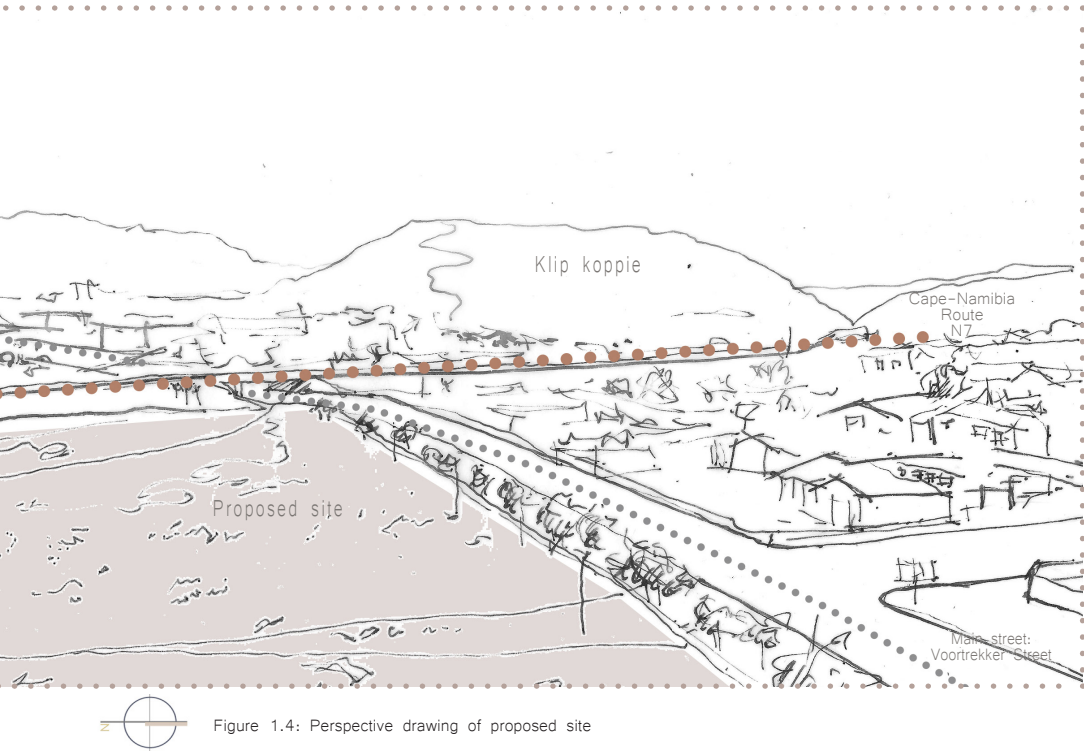 Klip koppie
Cape-Namibia
Route
N7
Proposed site
Main street:
Voortrekker Street
N
Figure 1.4: Perspective drawing of proposed site